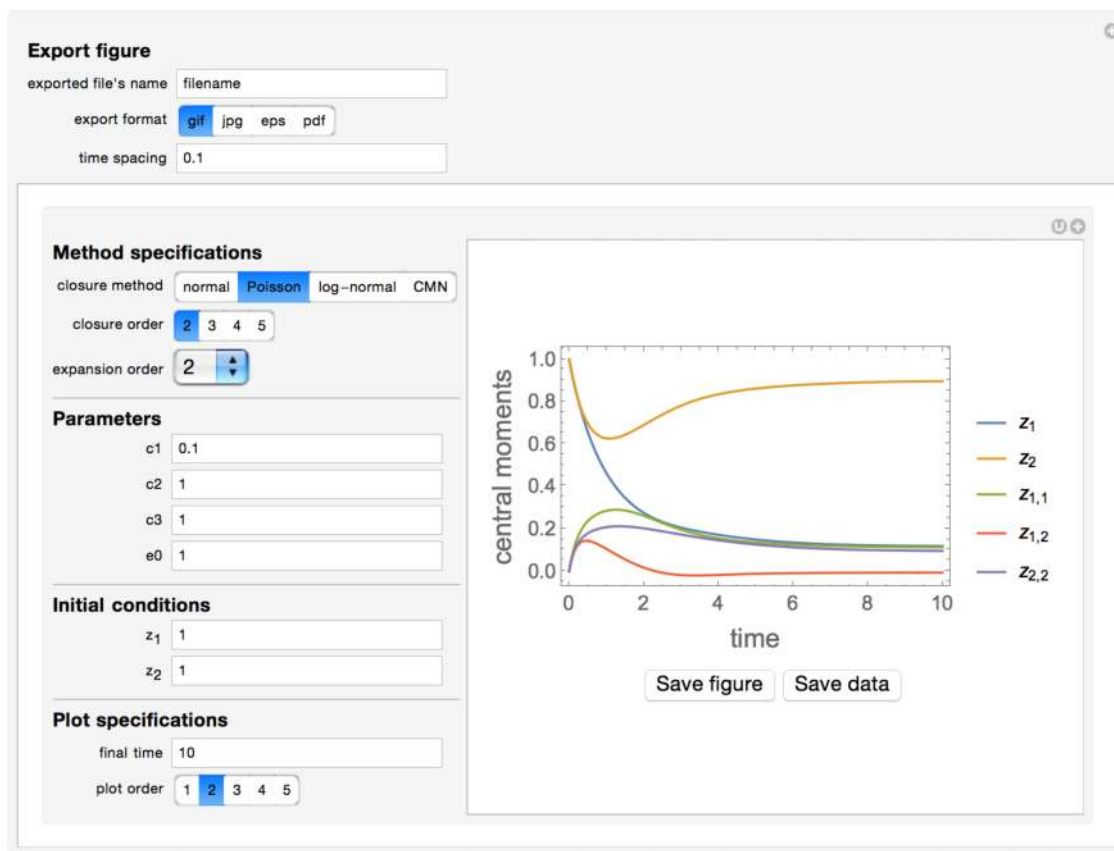 Export figure
exported file's name filename
export format gif jpg eps pdf
time spacing 0.1
Method specifications
closure method normal Poisson log-normal CMN
closure order 2 3 4 5
expansion order 2
Parameters
c1 0.1
c2 1
c3 1
e0 1
Initial conditions
z₁ 1
z₂ 1
Plot specifications
final time 10
plot order 1 2 3 4 5
central moments
1.0
0.8
0.6
0.4
0.2
0.0
0 2 4 6 8 10
time
z₁
z₂
z₁,₁
z₁,₂
z₂,₂
Save figure Save data